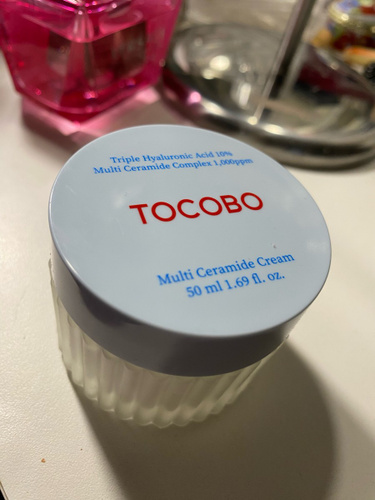 Triple Hyaluronic Acid 10%
Multi Ceramide Complex 1,000ppm
TOCOBO
Multi Ceramide Cream
50 ml 1.69 fl. oz.